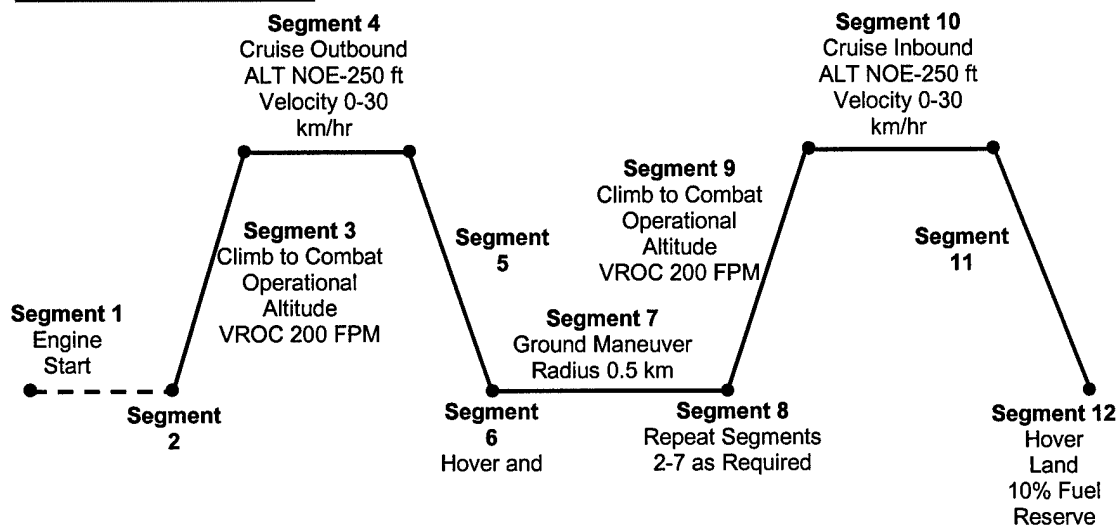 Segment 4
Cruise Outbound
ALT NOE-250 ft
Velocity 0-30
km/hr
Segment 10
Cruise Inbound
ALT NOE-250 ft
Velocity 0-30
km/hr
Segment 9
Climb to Combat
Operational
Altitude
VROC 200 FPM
Segment 3
Climb to Combat
Operational
Altitude
VROC 200 FPM
Segment
5
Segment
11
Segment 1
Engine
Start
Segment 7
Ground Maneuver
Radius 0.5 km
Segment
2
Segment
6
Hover and
Segment 8
Repeat Segments
2-7 as Required
Segment 12
Hover
Land
10% Fuel
Reserve